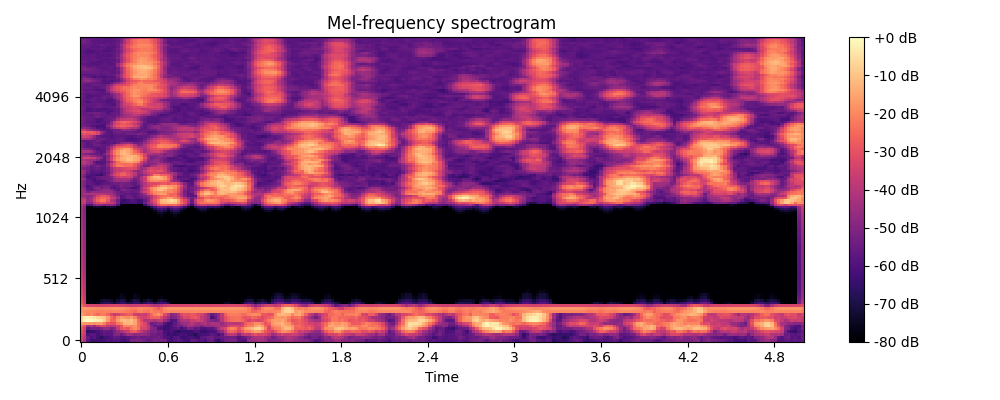 Mel-frequency spectrogram
+0 dB
-10 dB
-20 dB
-30 dB
-40 dB
-50 dB
-60 dB
-70 dB
-80 dB
Hz
4096
2048
1024
512
0
0 0.6 1.2 1.8 2.4 3 3.6 4.2 4.8
Time